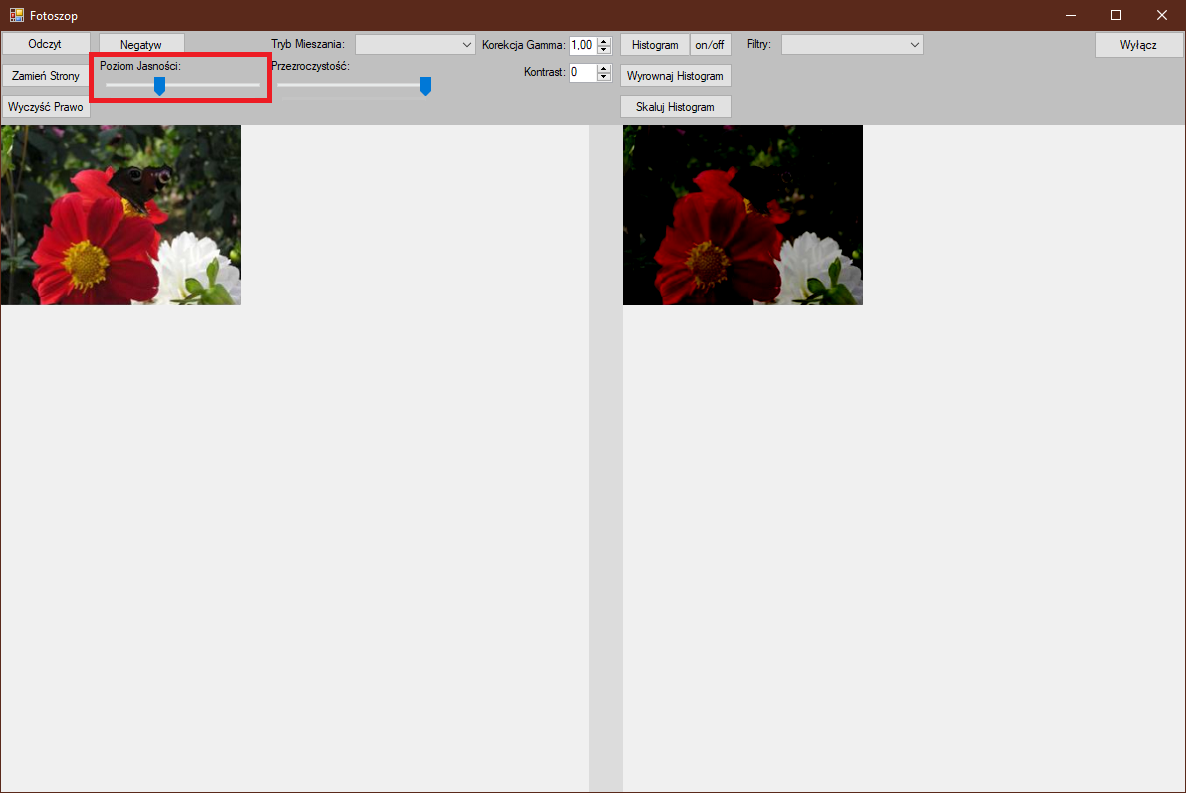 Fotoszop
Odczyt
Negatyw
Tryb Mieszania:
Korekcja Gamma: 1,00
Histogram
on/off
Filtry:
Wyłącz
Zamień Strony
Poziom Jasności:
Przezroczystość:
Kontrast: 0
Wyrownaj Histogram
Wyczyść Prawo
Skaluj Histogram